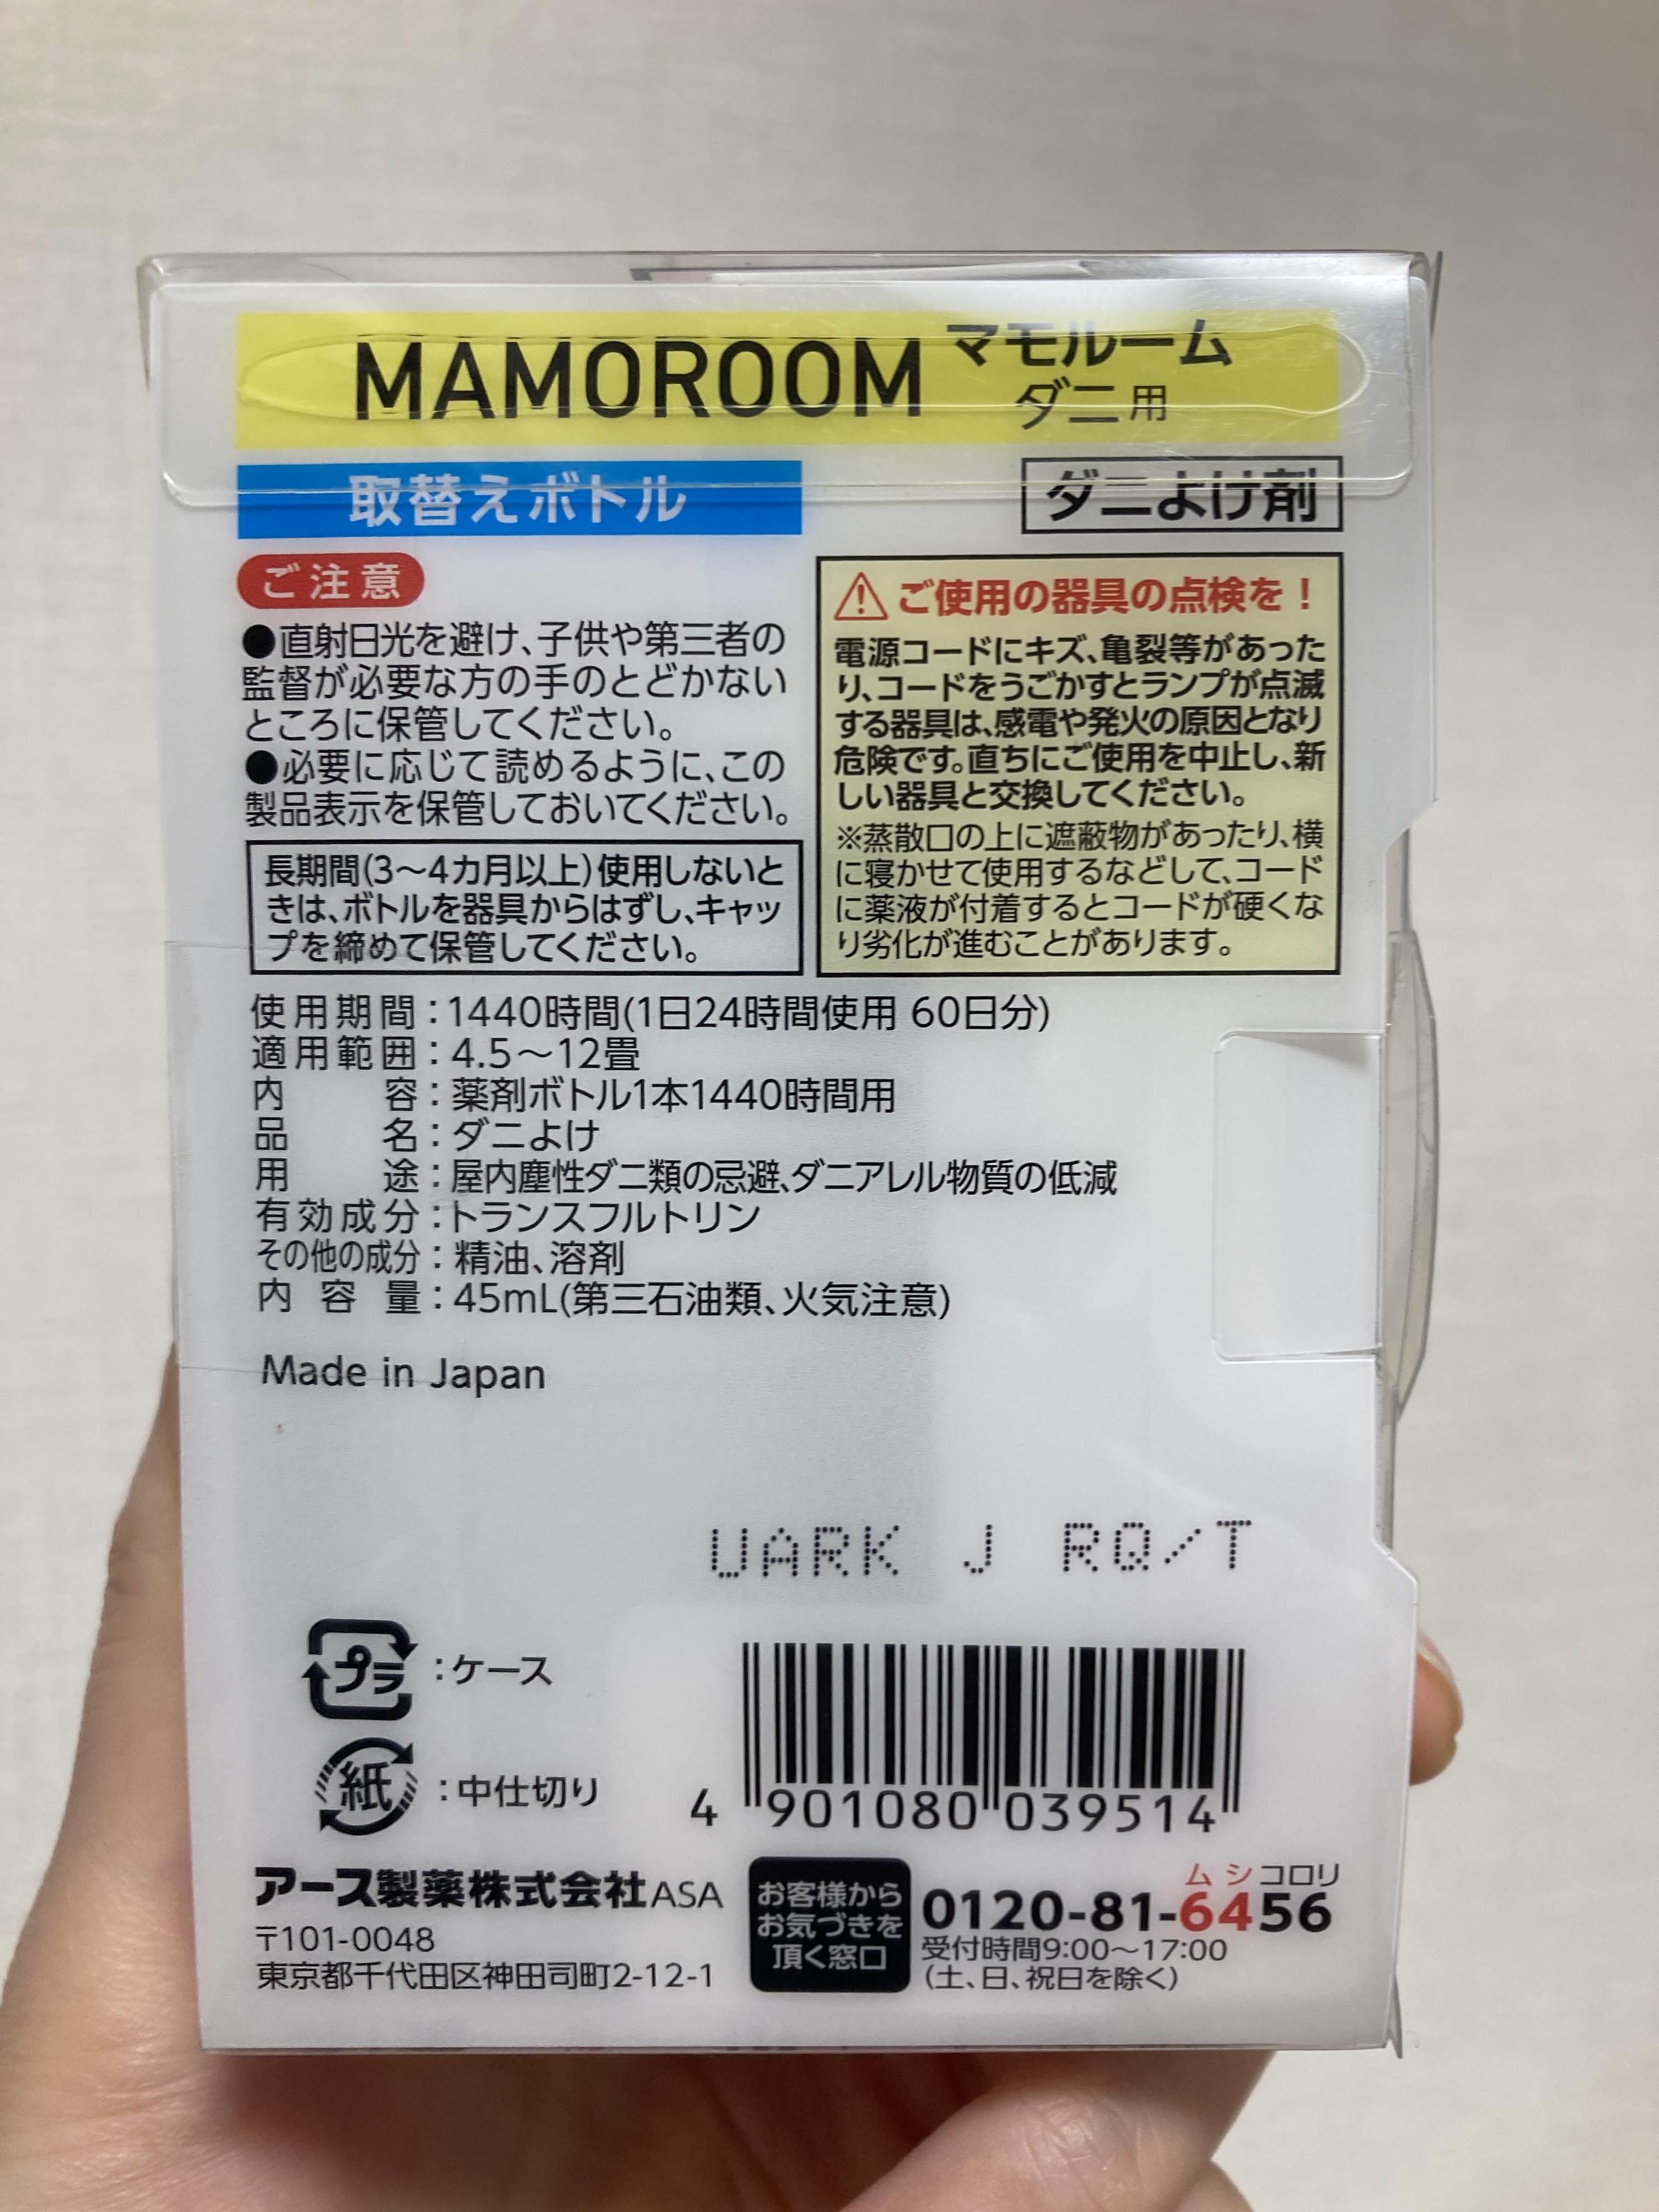 MAMOROOM マモルーム
ダニ用
取替えボトル
ダニよけ剤
ご注意
●直射日光を避け、子供や第三者の
監督が必要な方の手のとどかない
ところに保管してください。
●必要に応じて読めるように、この
製品表示を保管しておいてください。
長期間(3〜4カ月以上)使用しないと
きは、ボトルを器具からはずし、キャッ
プを締めて保管してください。
ご使用の器具の点検を!
電源コードにキズ、亀裂等があった
り、コードをうごかすとランプが点滅
する器具は、感電や発火の原因となり
危険です。直ちにご使用を中止し、新
しい器具と交換してください。
※蒸散口の上に遮蔽物があったり、横
に寝かせて使用するなどして、コード
に薬液が付着するとコードが硬くな
り劣化が進むことがあります。
使用期間:1440時間(1日24時間使用 60日分)
適用範囲:4.5〜12畳
内容:薬剤ボトル1本1440時間用
品名:ダニよけ
用途:屋内塵性ダニ類の忌避、ダニアレル物質の低減
有効成分:トランスフルトリン
その他の成分:精油、溶剤
内容量:45mL(第三石油類、火気注意)
Made in Japan
UARK J RQ/T
プラ:ケース
紙:中仕切り
4 901080 039514
アース製薬株式会社 ASA
〒101-0048
東京都千代田区神田司町2-12-1
お客様から
お気づきを
頂く窓口
ムシコロリ
0120-81-6456
受付時間9:00〜17:00
(土、日、祝日を除く)